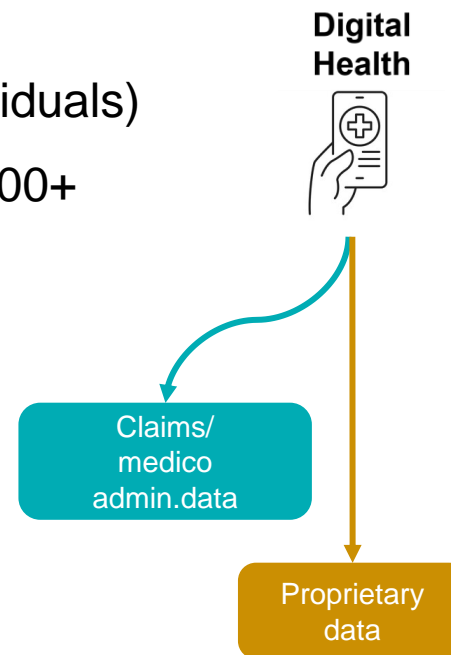 Digital
Health
iduals)
00+
Claims/
medico
admin.data
Proprietary
data